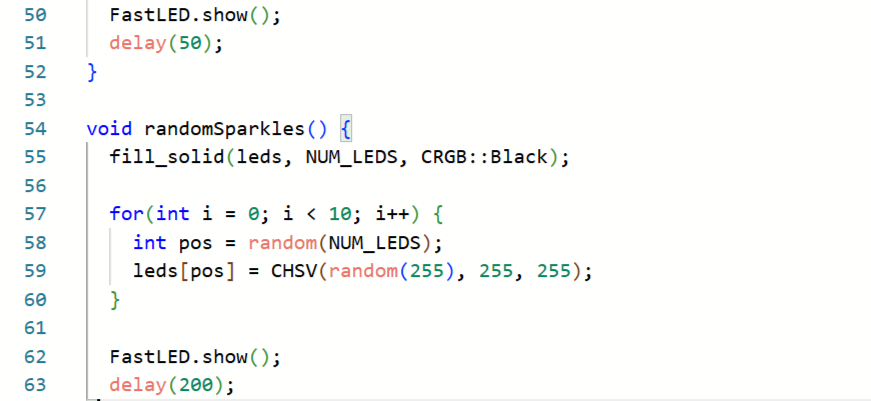 50 FastLED.show();
51 delay(50);
52 }
53
54 void randomSparkles() {
55 fill_solid(leds, NUM_LEDS, CRGB::Black);
56
57 for(int i = 0; i < 10; i++) {
58 int pos = random(NUM_LEDS);
59 leds[pos] = CHSV(random(255), 255, 255);
60 }
61
62 FastLED.show();
63 delay(200);